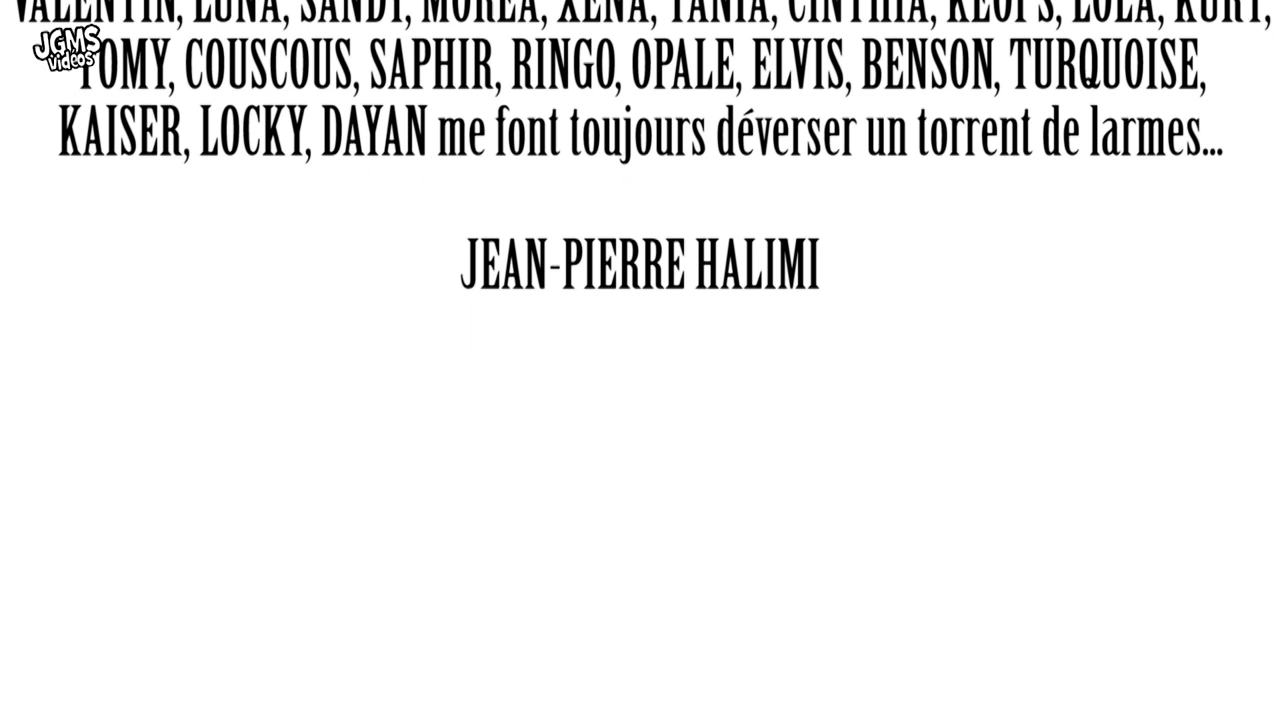 VALENTIN, LUNA, SANDY, MOREA, XENA, TANIA, CINTHIA, KEOPS, LOLA, KURT,
JGMS
videos
TOMY, COUSCOUS, SAPHIR, RINGO, OPALE, ELVIS, BENSON, TURQUOISE,
KAISER, LOCKY, DAYAN me font toujours déverser un torrent de larmes...
JEAN-PIERRE HALIMI